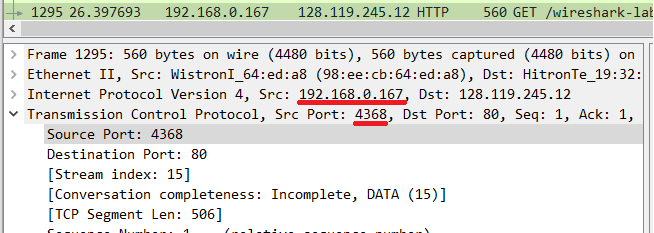 1295 26.397693 192.168.0.167 128.119.245.12 HTTP 560 GET /wireshark-lab
Frame 1295: 560 bytes on wire (4480 bits), 560 bytes captured (4480 bits) on
Ethernet II, Src: WistronI_64:ed:a8 (98:ee:cb:64:ed:a8), Dst: HitronTe_19:32:
Internet Protocol Version 4, Src: 192.168.0.167, Dst: 128.119.245.12
Transmission Control Protocol, Src Port: 4368, Dst Port: 80, Seq: 1, Ack: 1,
Source Port: 4368
Destination Port: 80
[Stream index: 15]
[Conversation completeness: Incomplete, DATA (15)]
[TCP Segment Len: 506]
Sequence Number: 1 (relative sequence number)